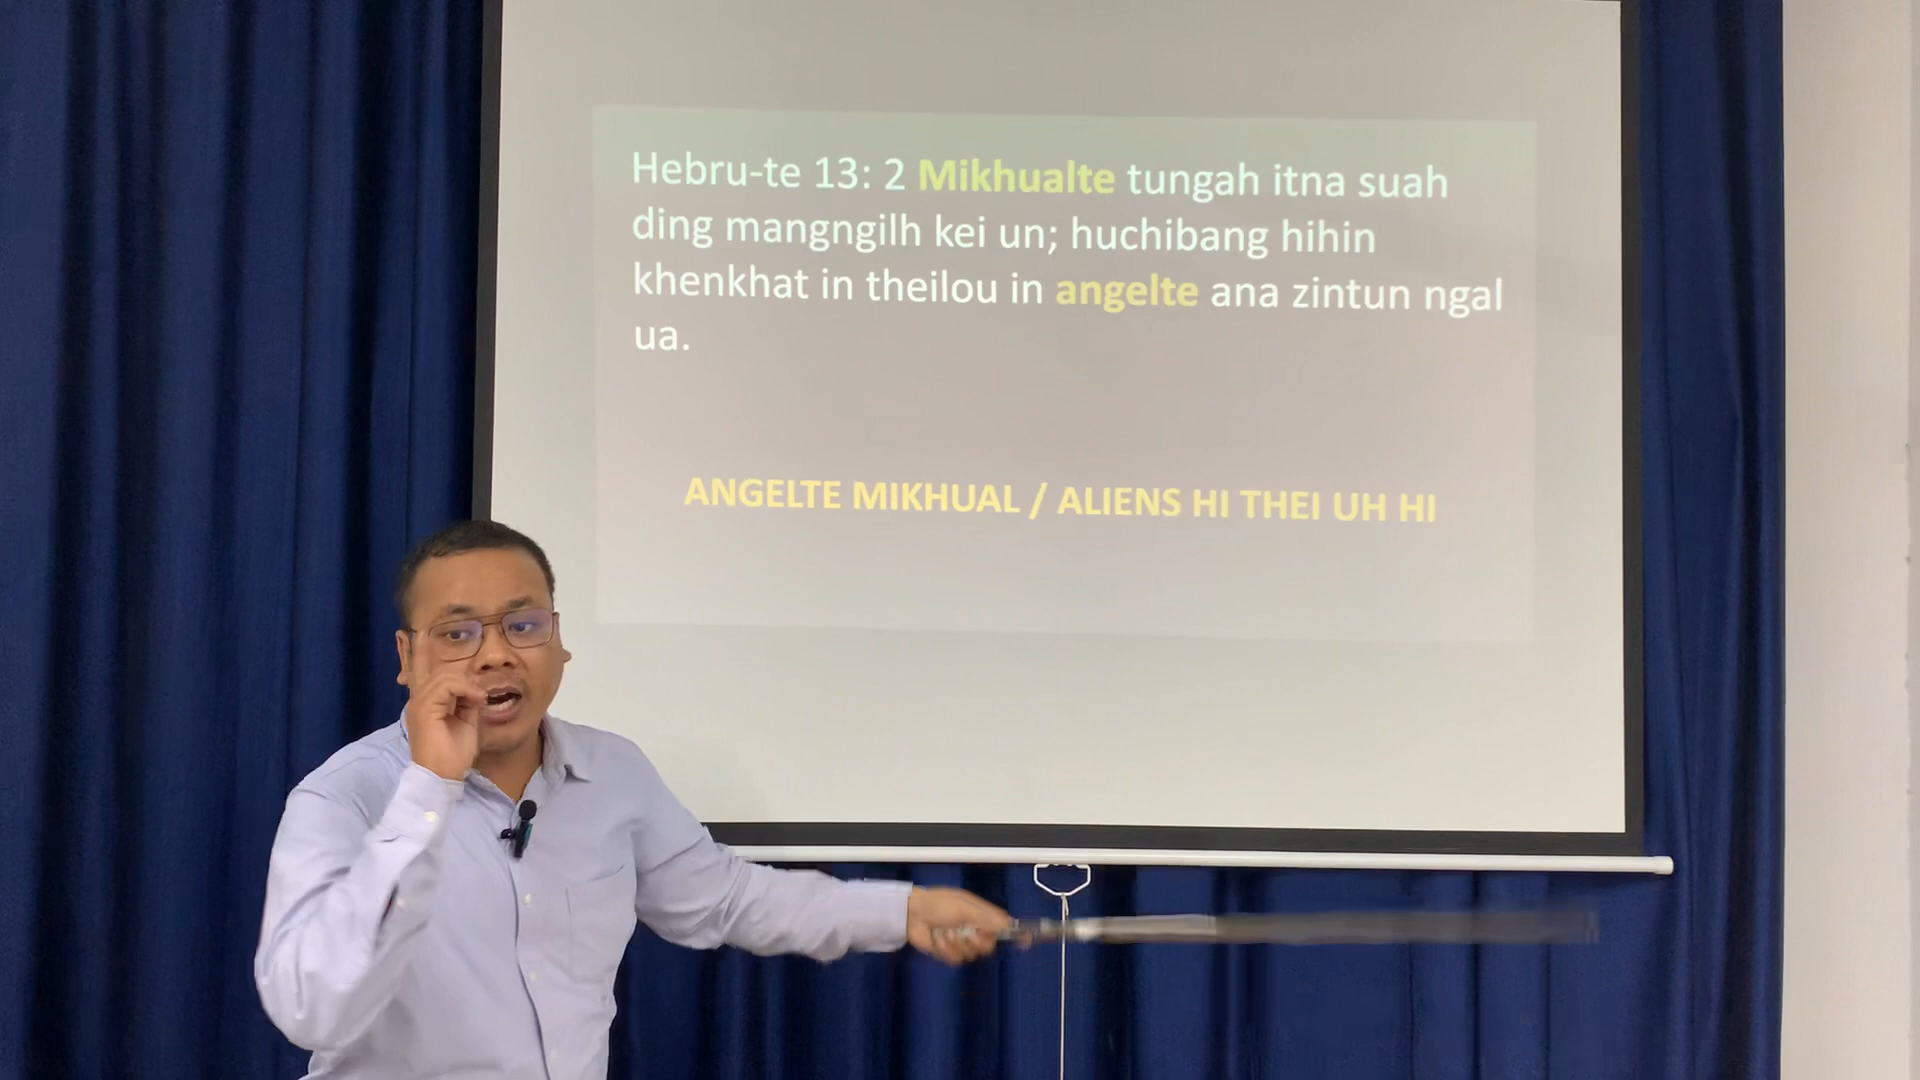 Hebru-te 13: 2 Mikhualte tungah itna suah
ding mangngilh kei un; huchibang hihin
khenkhat in theilou in angelte ana zintun ngal
ua.
ANGELTE MIKHUAL / ALIENS HI THEI UH HI